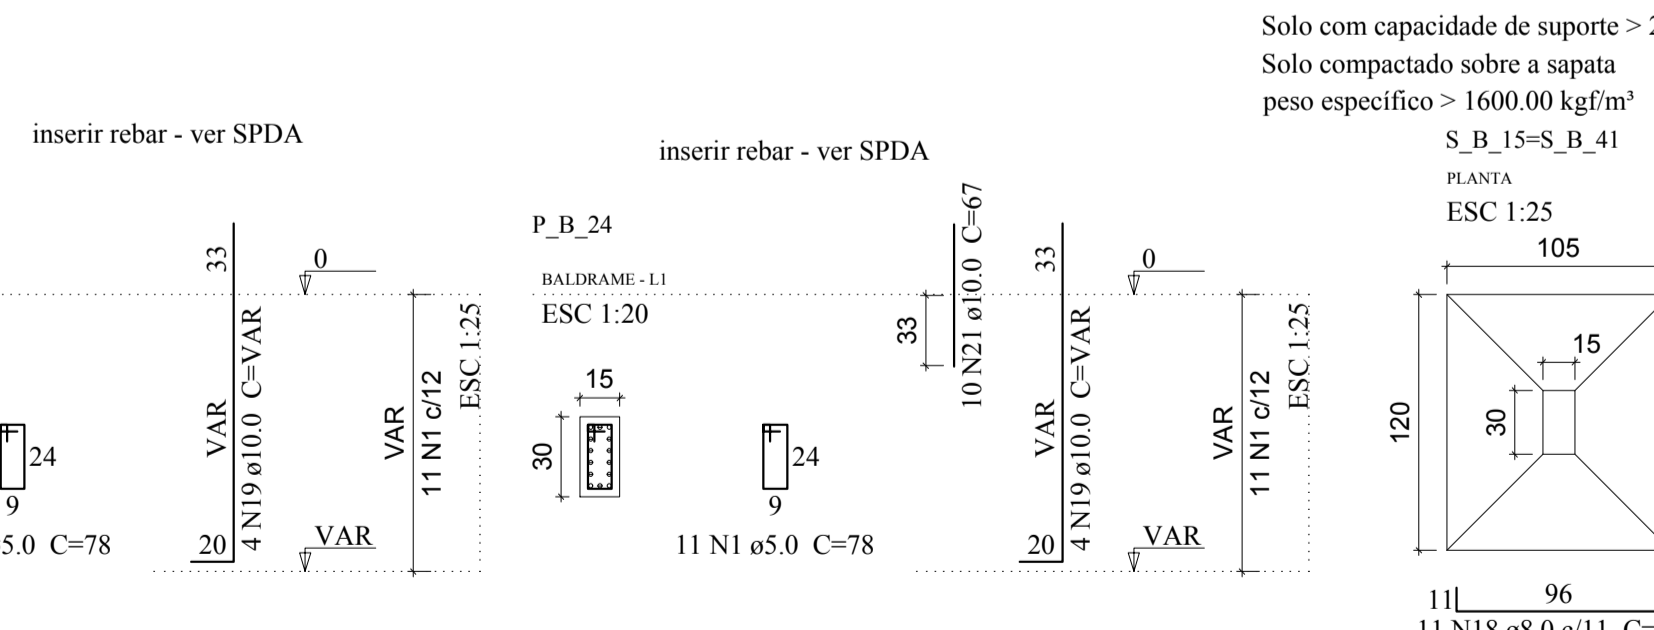 Solo com capacidade de suporte >
Solo compactado sobre a sapata
peso específico > 1600.00 kgf/m³
inserir rebar - ver SPDA
33
0
VAR
4 N19 ø10.0 C=VAR
VAR
11 N1 c/12
ESC 1:25
24
9
5.0 C=78
20
VAR
inserir rebar - ver SPDA
P_B_24
BALDRAME - L1
ESC 1:20
15
30
24
9
11 N1 ø5.0 C=78
33
10 N21 ø10.0 C=67
33
0
VAR
4 N19 ø10.0 C=VAR
VAR
11 N1 c/12
ESC 1:25
20
VAR
S_B_15=S_B_41
PLANTA
ESC 1:25
105
15
30
120
11
96
11 N18 ø8.0 c/11 C=